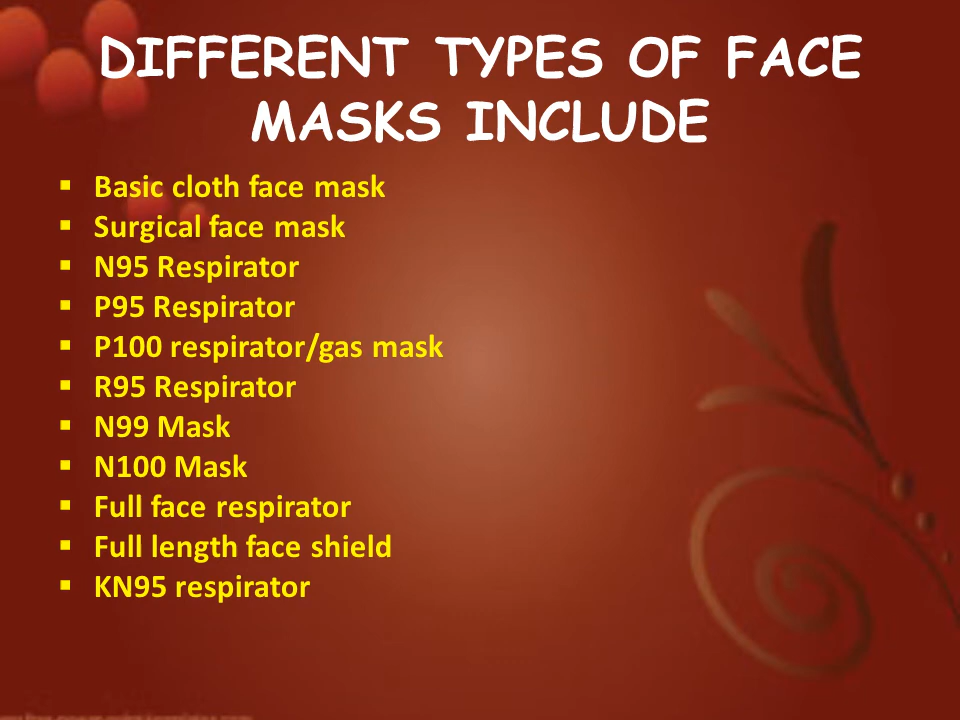 DIFFERENT TYPES OF FACE
MASKS INCLUDE
▪ Basic cloth face mask
▪ Surgical face mask
▪ N95 Respirator
▪ P95 Respirator
▪ P100 respirator/gas mask
▪ R95 Respirator
▪ N99 Mask
▪ N100 Mask
▪ Full face respirator
▪ Full length face shield
▪ KN95 respirator